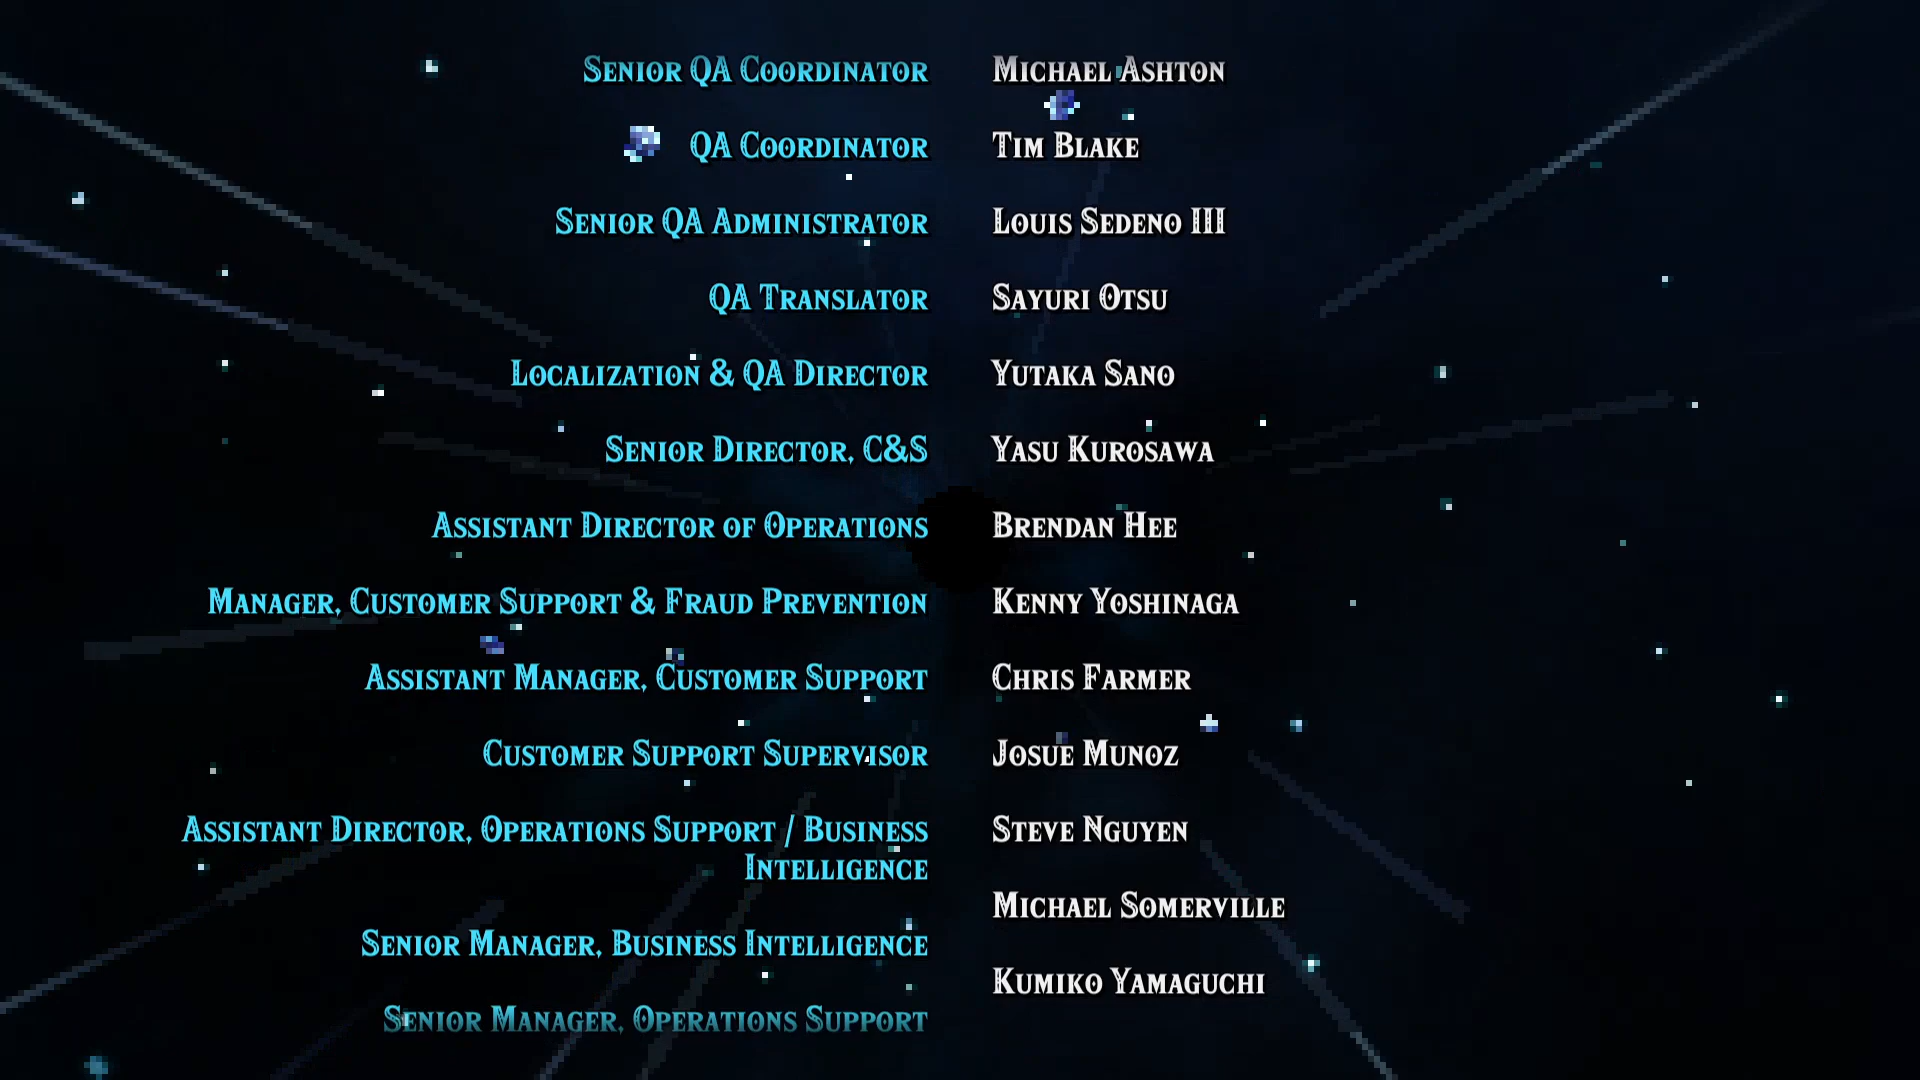 Senior QA Coordinator Michael Ashton
QA Coordinator Tim Blake
Senior QA Administrator Louis Sedeno III
QA Translator Sayuri Otsu
Localization & QA Director Yutaka Sano
Senior Director, C&S Yasu Kurosawa
Assistant Director of Operations Brendan Hee
Manager, Customer Support & Fraud Prevention Kenny Yoshinaga
Assistant Manager, Customer Support Chris Farmer
Customer Support Supervisor Josue Munoz
Assistant Director, Operations Support / Business Steve Nguyen
Intelligence
Michael Somerville
Senior Manager, Business Intelligence
Kumiko Yamaguchi
Senior Manager, Operations Support